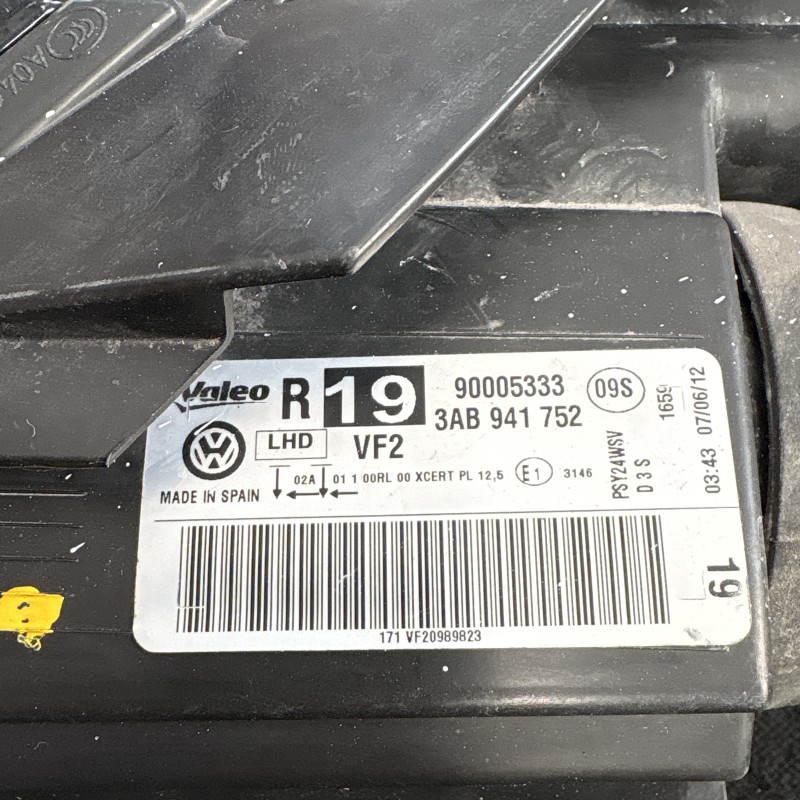 Valeo R 19 90005333 09S
3AB 941 752
LHD VF2
02A 01 1 00RL 00 XCERT PL 12,5 E1 3146
MADE IN SPAIN
PSY24WSV
D3S
1659
03:43 07/06/12
19
171 VF20989823